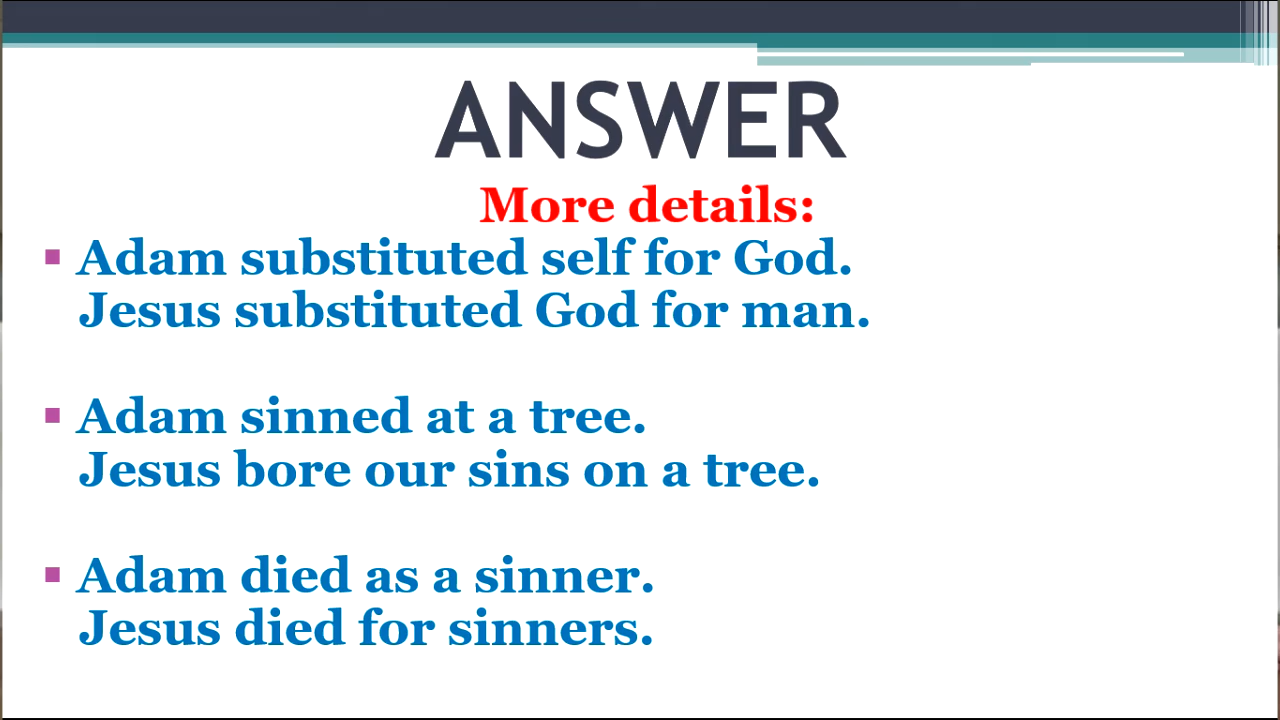 ANSWER
More details:
▪ Adam substituted self for God.
Jesus substituted God for man.
▪ Adam sinned at a tree.
Jesus bore our sins on a tree.
▪ Adam died as a sinner.
Jesus died for sinners.